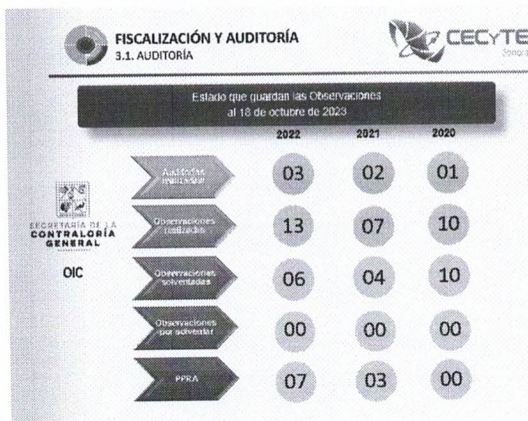 FISCALIZACIÓN Y AUDITORÍA
3.1. AUDITORÍA
CECyTE
Sonora
Estado que guardan las Observaciones
al 18 de octubre de 2023
2022 2021 2020
Auditorías
realizadas
03 02 01
SECRETARÍA DE LA
CONTRALORÍA
GENERAL
OIC
Observaciones
realizadas
13 07 10
Observaciones
solventadas
06 04 10
Observaciones
por solventar
00 00 00
PPRA
07 03 00